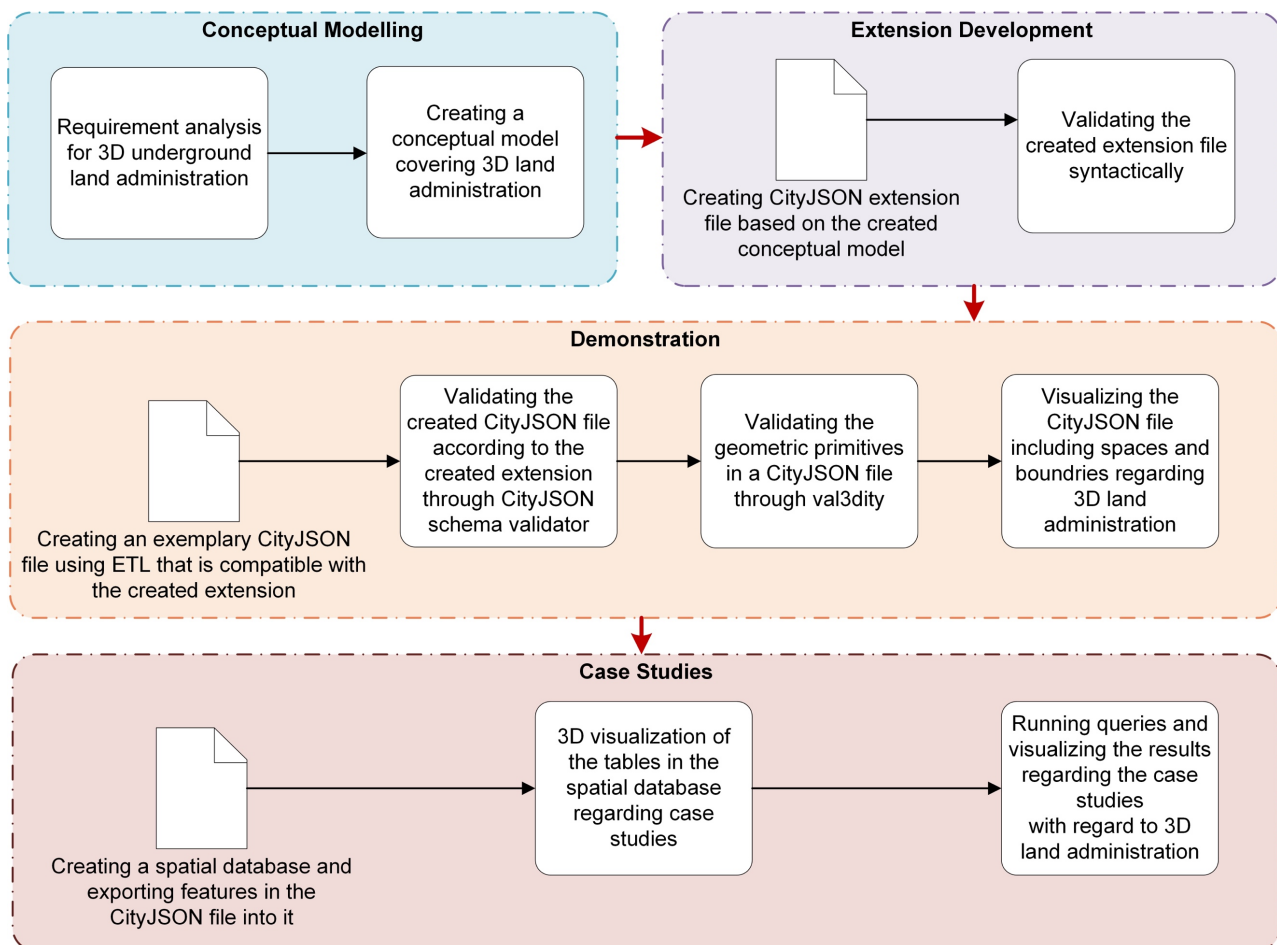 Conceptual Modelling
Requirement analysis
for 3D underground
land administration
Creating a
conceptual model
covering 3D land
administration
Extension Development
Creating CityJSON extension
file based on the created
conceptual model
Validating the
created extension file
syntactically
Demonstration
Creating an exemplary CityJSON
file using ETL that is compatible with
the created extension
Validating the
created CityJSON file
according to the
created extension
through CityJSON
schema validator
Validating the
geometric primitives
in a CityJSON file
through val3dity
Visualizing the
CityJSON file
including spaces and
boundries regarding
3D land
administration
Case Studies
Creating a spatial database and
exporting features in the
CityJSON file into it
3D visualization of
the tables in the
spatial database
regarding case
studies
Running queries and
visualizing the results
regarding the case
studies
with regard to 3D
land administration